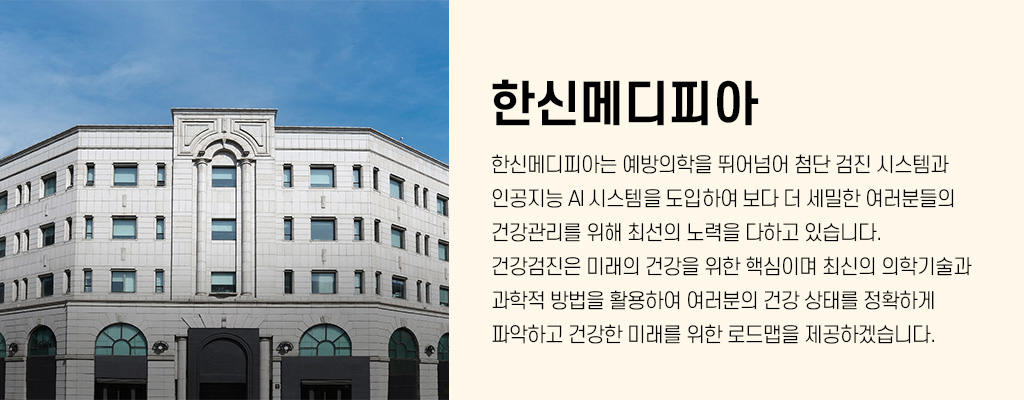 한신메디피아
한신메디피아는 예방의학을 뛰어넘어 첨단 검진 시스템과
인공지능 AI 시스템을 도입하여 보다 더 세밀한 여러분들의
건강관리를 위해 최선의 노력을 다하고 있습니다.
건강검진은 미래의 건강을 위한 핵심이며 최신의 의학기술과
과학적 방법을 활용하여 여러분의 건강 상태를 정확하게
파악하고 건강한 미래를 위한 로드맵을 제공하겠습니다.